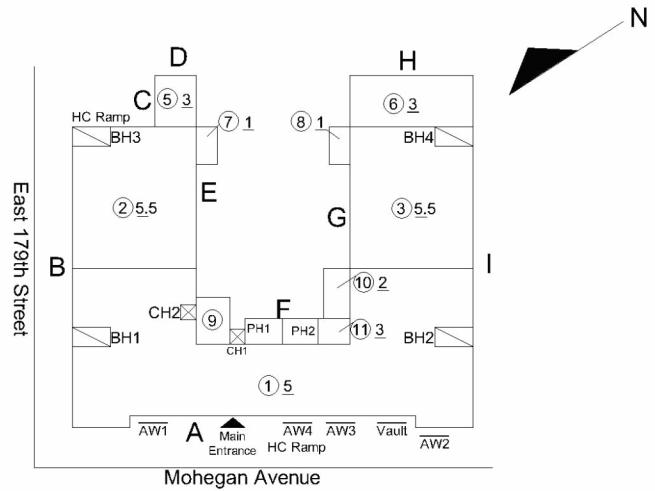 N
D
H
C
⑤ 3
⑥ 3
HC Ramp
⑦ 1
⑧ 1
BH3
BH4
E
② 5.5
③ 5.5
G
East 179th Street
B
I
⑩ 2
CH2
⑨
F
PH1
PH2
⑪ 3
BH1
CH1
BH2
① 5
AW1
A
Main
Entrance
AW4
AW3
HC Ramp
Vault
AW2
Mohegan Avenue